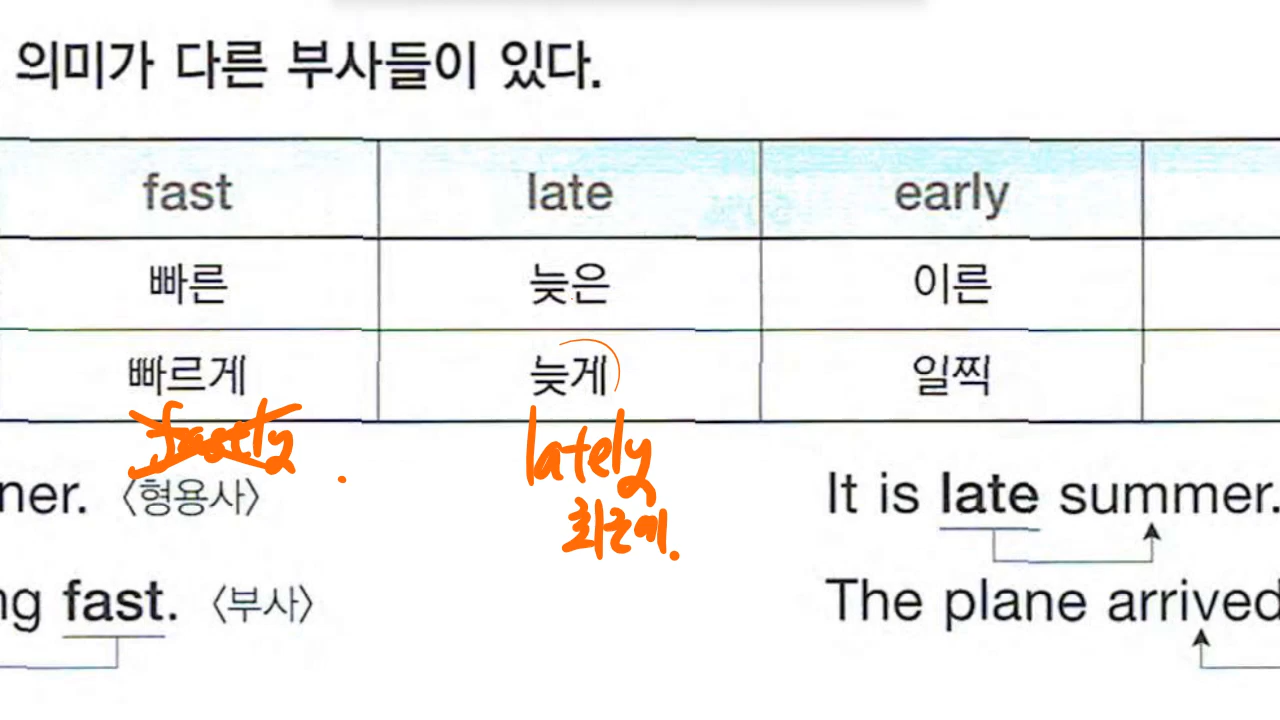 의미가 다른 부사들이 있다.
fast late early
빠른 늦은 이른
빠르게 늦게 일찍
fastly lately
최근에.
ner. 〈형용사〉 It is late summer.
ng fast. 〈부사〉 The plane arrived